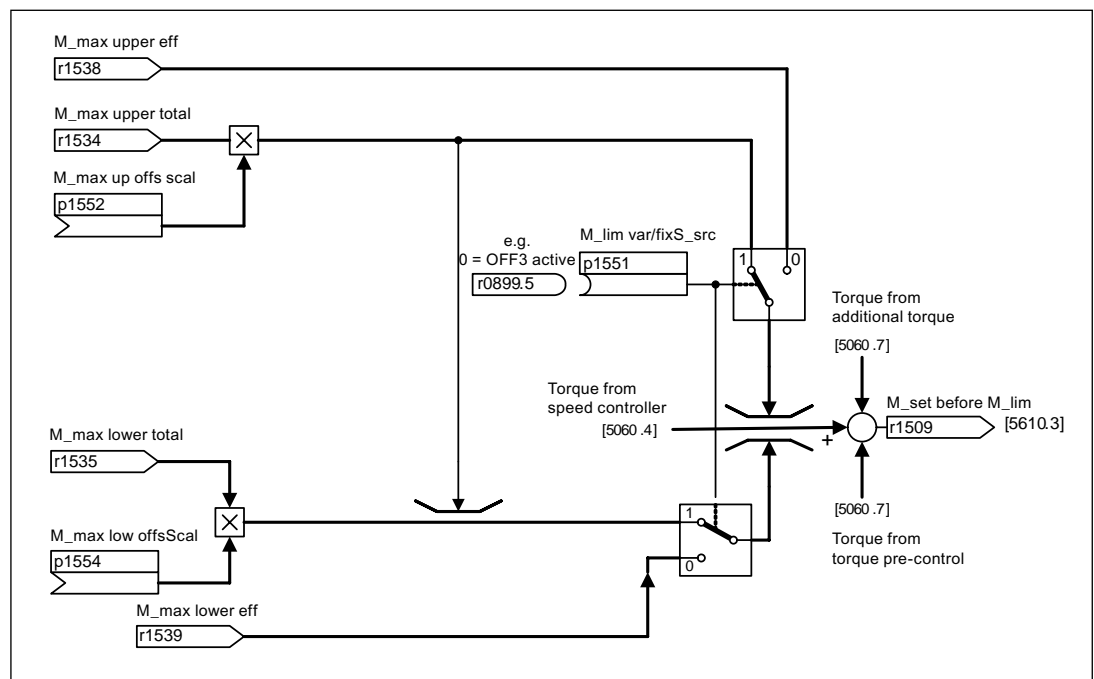 M_max upper eff
r1538
M_max upper total
r1534
M_max up offs scal
p1552
e.g.
0 = OFF3 active
r0899.5
M_lim var/fixS_src
p1551
1
0
Torque from
additional torque
[5060 .7]
Torque from
speed controller
[5060 .4]
+
M_set before M_lim
r1509
[5610.3]
M_max lower total
r1535
M_max low offsScal
p1554
1
0
[5060 .7]
Torque from
torque pre-control
M_max lower eff
r1539